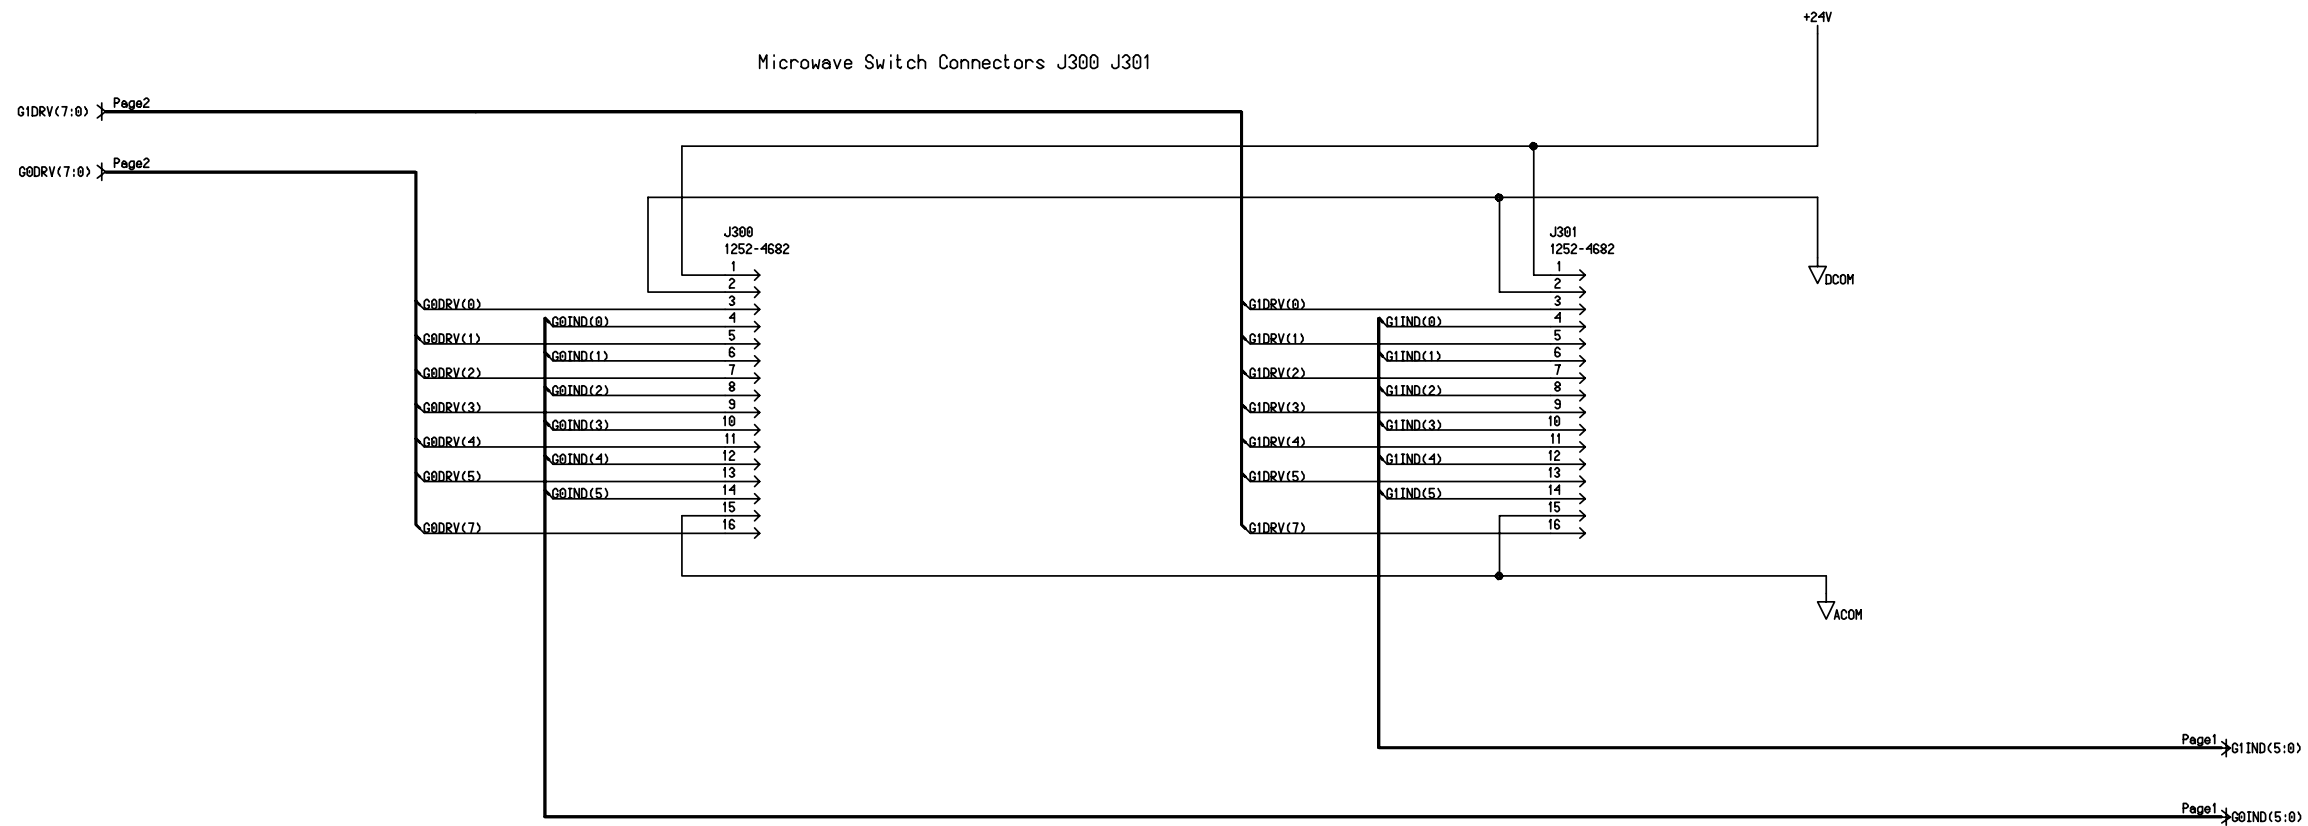 +24V
Microwave Switch Connectors J300 J301
Page2
G1DRV(7:0)
Page2
G0DRV(7:0)
J300
1252-4682
1
2
3
4
5
6
7
8
9
10
11
12
13
14
15
16
G0DRV(0)
G0DRV(1)
G0DRV(2)
G0DRV(3)
G0DRV(4)
G0DRV(5)
G0DRV(7)
G0IND(0)
G0IND(1)
G0IND(2)
G0IND(3)
G0IND(4)
G0IND(5)
J301
1252-4682
1
2
3
4
5
6
7
8
9
10
11
12
13
14
15
16
G1DRV(0)
G1DRV(1)
G1DRV(2)
G1DRV(3)
G1DRV(4)
G1DRV(5)
G1DRV(7)
G1IND(0)
G1IND(1)
G1IND(2)
G1IND(3)
G1IND(4)
G1IND(5)
DCOM
ACOM
Page1
G1IND(5:0)
Page1
G0IND(5:0)